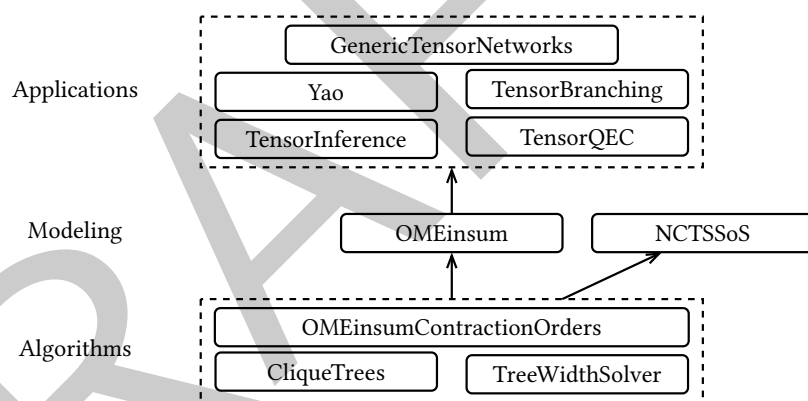 GenericTensorNetworks
Applications
Yao
TensorBranching
TensorInference
TensorQEC
Modeling
OMEinsum
NCTSSoS
OMEinsumContractionOrders
Algorithms
CliqueTrees
TreeWidthSolver